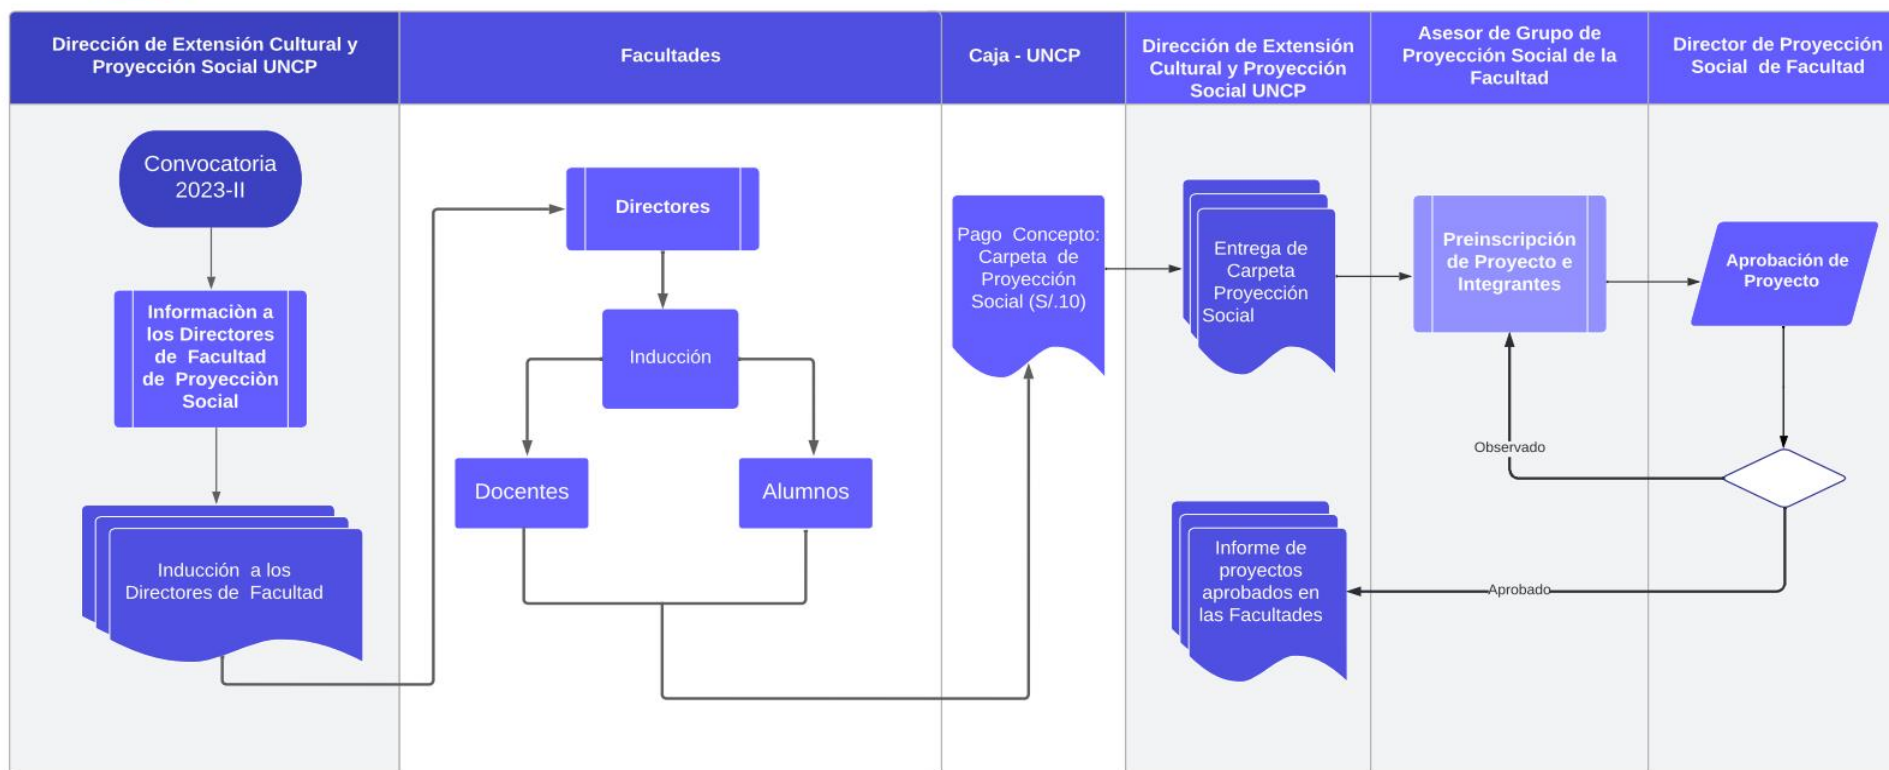 Dirección de Extensión Cultural y
Proyección Social UNCP
Facultades
Caja - UNCP
Dirección de Extensión
Cultural y Proyección
Social UNCP
Asesor de Grupo de
Proyección Social de la
Facultad
Director de Proyección
Social de Facultad
Convocatoria
2023-II
Informaciòn a
los Directores
de Facultad
de Proyecciòn
Social
Inducción a los
Directores de Facultad
Directores
Inducción
Docentes
Alumnos
Pago Concepto:
Carpeta de
Proyección
Social (S/.10)
Entrega de
Carpeta
Proyección
Social
Informe de
proyectos
aprobados en
las Facultades
Preinscripción
de Proyecto e
Integrantes
Observado
Aprobación de
Proyecto
Aprobado